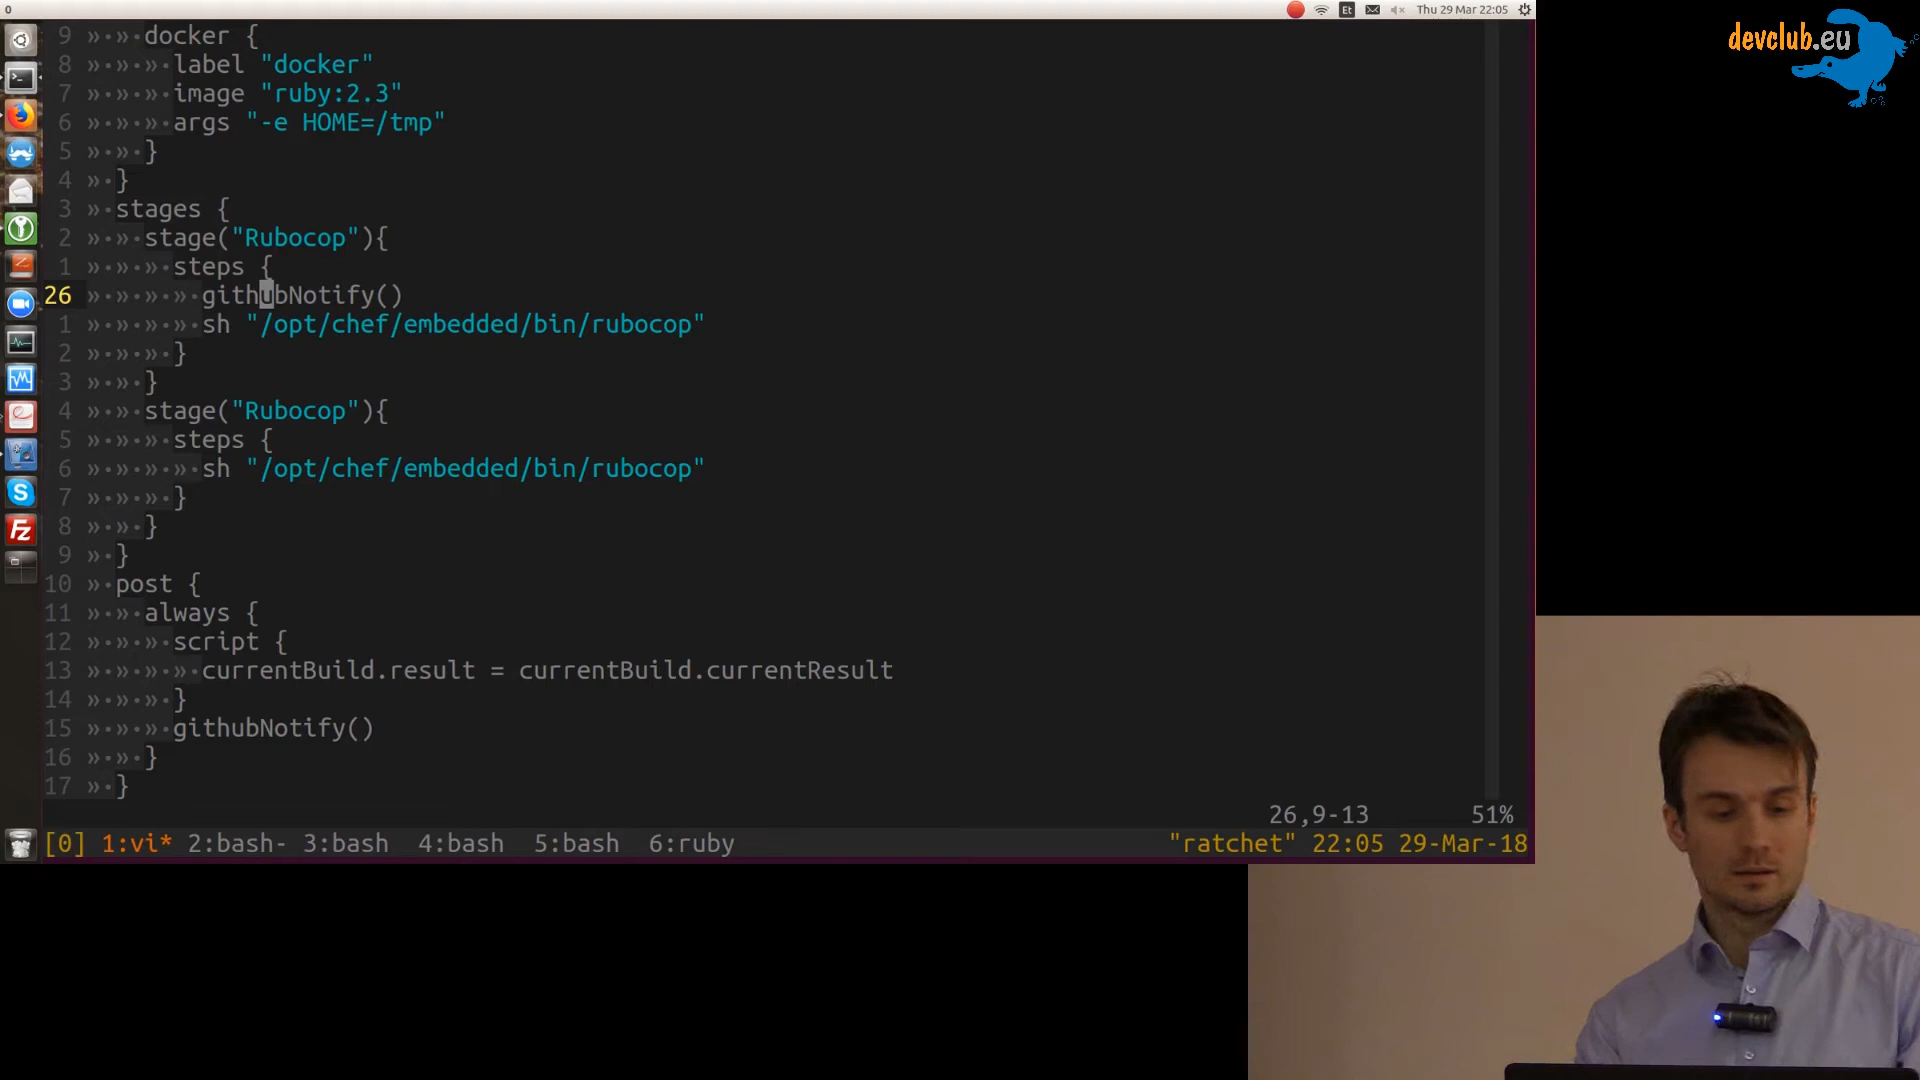 0
Et
Thu 29 Mar 22:05
devclub.eu
9 » · » · docker {
8 » · » · » · label "docker"
7 » · » · » · image "ruby:2.3"
6 » · » · » · args "-e HOME=/tmp"
5 » · » · }
4 » · }
3 » · stages {
2 » · » · stage("Rubocop"){
1 » · » · » · steps {
26 » · » · » · » · githubNotify()
1 » · » · » · » · sh "/opt/chef/embedded/bin/rubocop"
2 » · » · » · }
3 » · » · }
4 » · » · stage("Rubocop"){
5 » · » · » · steps {
6 » · » · » · » · sh "/opt/chef/embedded/bin/rubocop"
7 » · » · » · }
8 » · » · }
9 » · }
10 » · post {
11 » · » · always {
12 » · » · » · script {
13 » · » · » · » · currentBuild.result = currentBuild.currentResult
14 » · » · » · }
15 » · » · » · githubNotify()
16 » · » · }
17 » · }
26,9-13 51%
[0] 1:vi* 2:bash- 3:bash 4:bash 5:bash 6:ruby "ratchet" 22:05 29-Mar-18